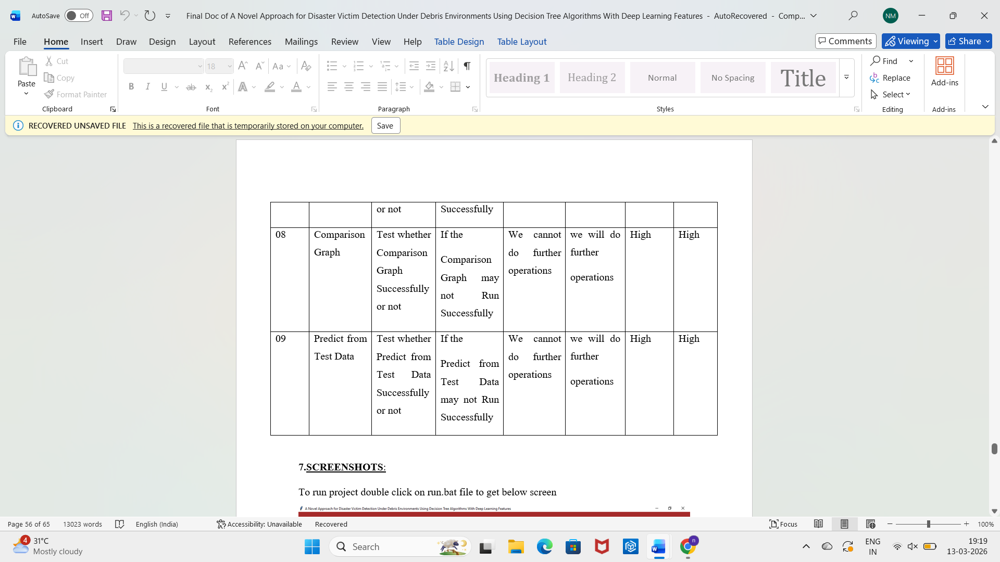 AutoSave Off
Final Doc of A Novel Approach for Disaster Victim Detection Under Debris Environments Using Decision Tree Algorithms With Deep Learning Features - AutoRecovered - Comp...
NM
File Home Insert Draw Design Layout References Mailings Review View Help Table Design Table Layout
Comments Viewing Share
Paste
Cut
Copy
Format Painter
Clipboard
18
Font
Paragraph
Heading 1 Heading 2 Normal No Spacing Title
Styles
Find
Replace
Select
Editing
Add-ins
Add-ins
RECOVERED UNSAVED FILE This is a recovered file that is temporarily stored on your computer. Save
or not
Successfully
08
Comparison
Graph
Test whether
Comparison
Graph
Successfully
or not
If the
Comparison
Graph may
not Run
Successfully
We cannot
do further
operations
we will do
further
operations
High
High
09
Predict from
Test Data
Test whether
Predict from
Test Data
Successfully
or not
If the
Predict from
Test Data
may not Run
Successfully
We cannot
do further
operations
we will do
further
operations
High
High
7.SCREENSHOTS:
To run project double click on run.bat file to get below screen
A Novel Approach for Disaster Victim Detection Under Debris Environments Using Decision Tree Algorithms With Deep Learning Features
Page 56 of 65 13023 words English (India) Accessibility: Unavailable Recovered Focus 100%
4
31°C
Mostly cloudy
Search
n
ENG
IN
19:19
13-03-2026